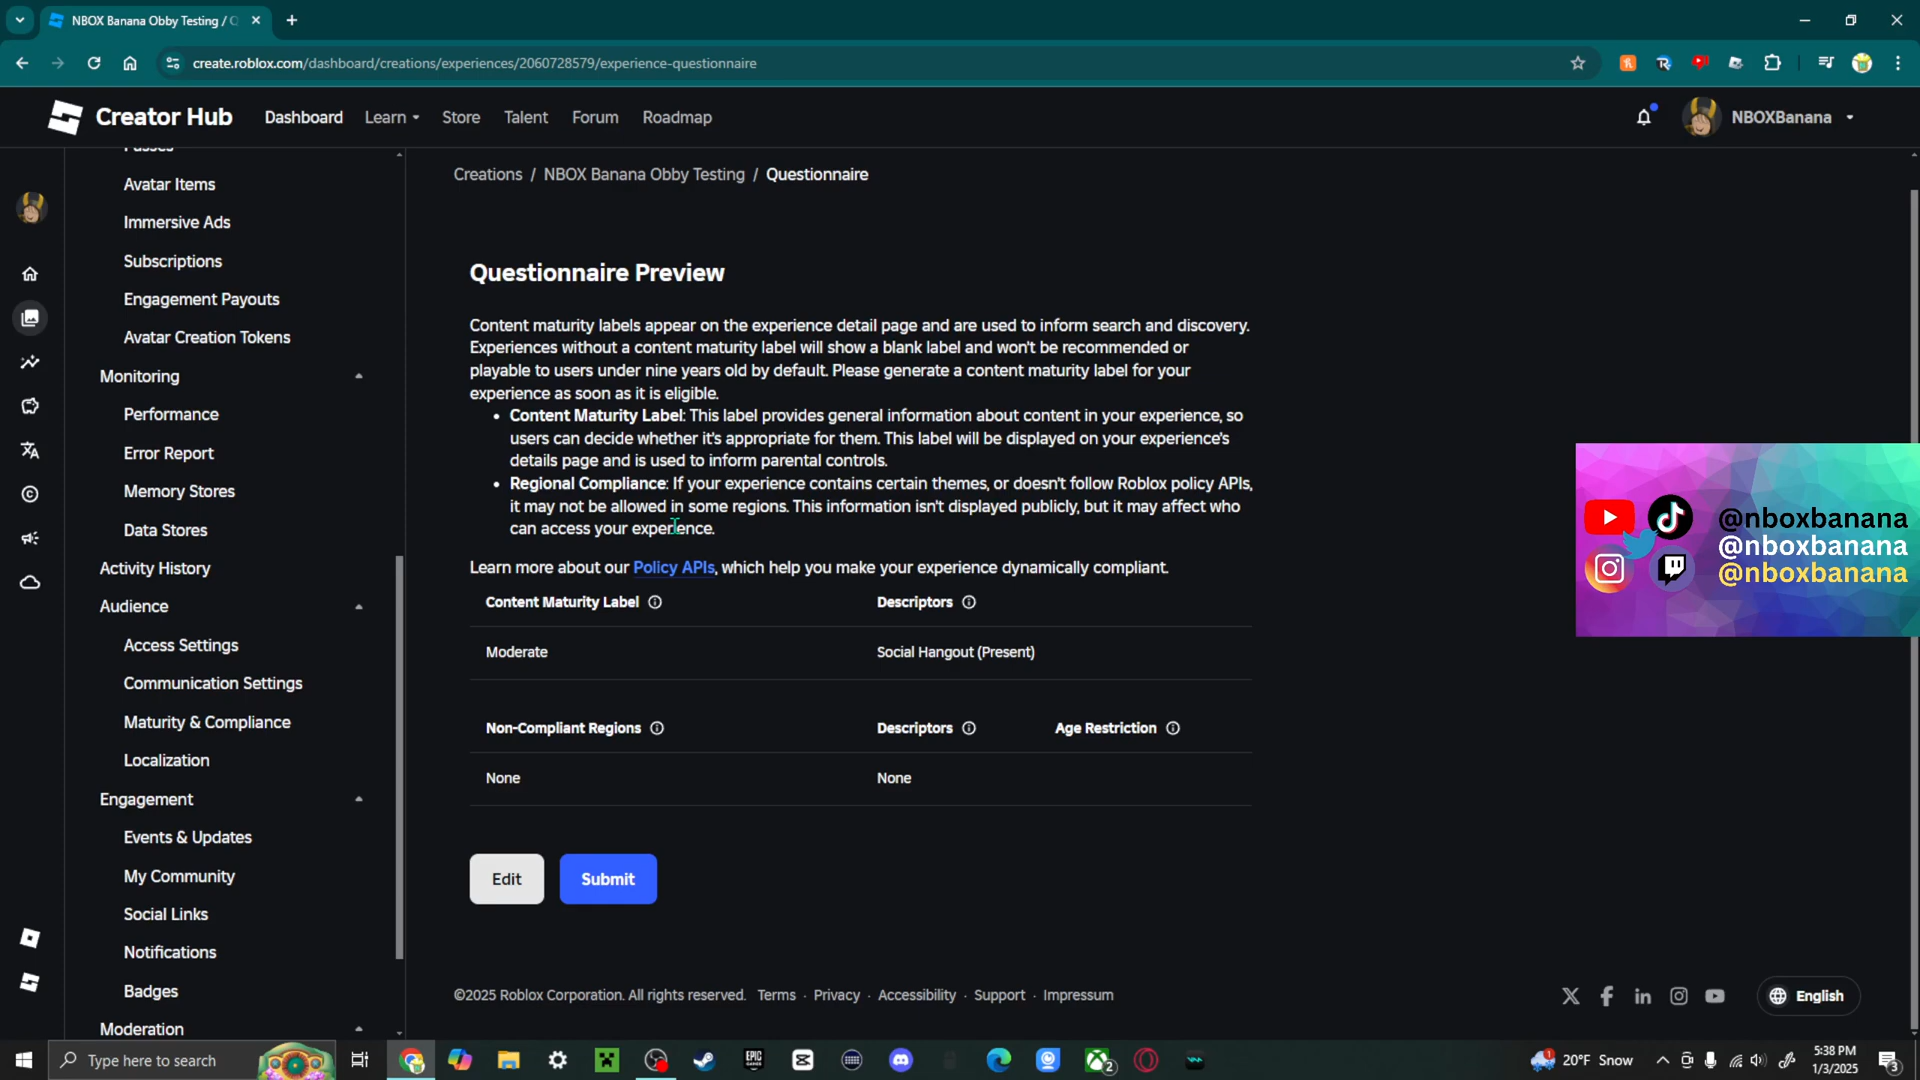 NBOX Banana Obby Testing / C
create.roblox.com/dashboard/creations/experiences/2060728579/experience-questionnaire
Creator Hub
Dashboard
Learn
Store
Talent
Forum
Roadmap
NBOXBanana
Passes
Avatar Items
Immersive Ads
Subscriptions
Engagement Payouts
Avatar Creation Tokens
Monitoring
Performance
Error Report
Memory Stores
Data Stores
Activity History
Audience
Access Settings
Communication Settings
Maturity & Compliance
Localization
Engagement
Events & Updates
My Community
Social Links
Notifications
Badges
Moderation
Creations / NBOX Banana Obby Testing / Questionnaire
Questionnaire Preview
Content maturity labels appear on the experience detail page and are used to inform search and discovery.
Experiences without a content maturity label will show a blank label and won't be recommended or
playable to users under nine years old by default. Please generate a content maturity label for your
experience as soon as it is eligible.
• Content Maturity Label: This label provides general information about content in your experience, so
users can decide whether it's appropriate for them. This label will be displayed on your experience's
details page and is used to inform parental controls.
• Regional Compliance: If your experience contains certain themes, or doesn't follow Roblox policy APIs,
it may not be allowed in some regions. This information isn't displayed publicly, but it may affect who
can access your experience.
Learn more about our Policy APIs, which help you make your experience dynamically compliant.
Content Maturity Label Descriptors
Moderate Social Hangout (Present)
Non-Compliant Regions Descriptors Age Restriction
None None
Edit Submit
@nboxbanana
@nboxbanana
@nboxbanana
©2025 Roblox Corporation. All rights reserved. Terms · Privacy · Accessibility · Support · Impressum
English
Type here to search
EPIC GAMES
2
1
20°F Snow
5:38 PM
1/3/2025
3